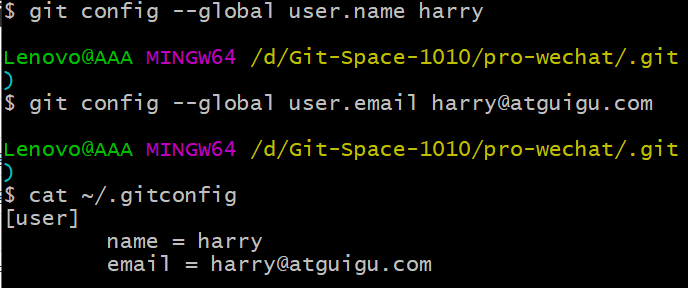 $ git config --global user.name harry
Lenovo@AAA MINGW64 /d/Git-Space-1010/pro-wechat/.git
)
$ git config --global user.email harry@atguigu.com
Lenovo@AAA MINGW64 /d/Git-Space-1010/pro-wechat/.git
)
$ cat ~/.gitconfig
[user]
name = harry
email = harry@atguigu.com